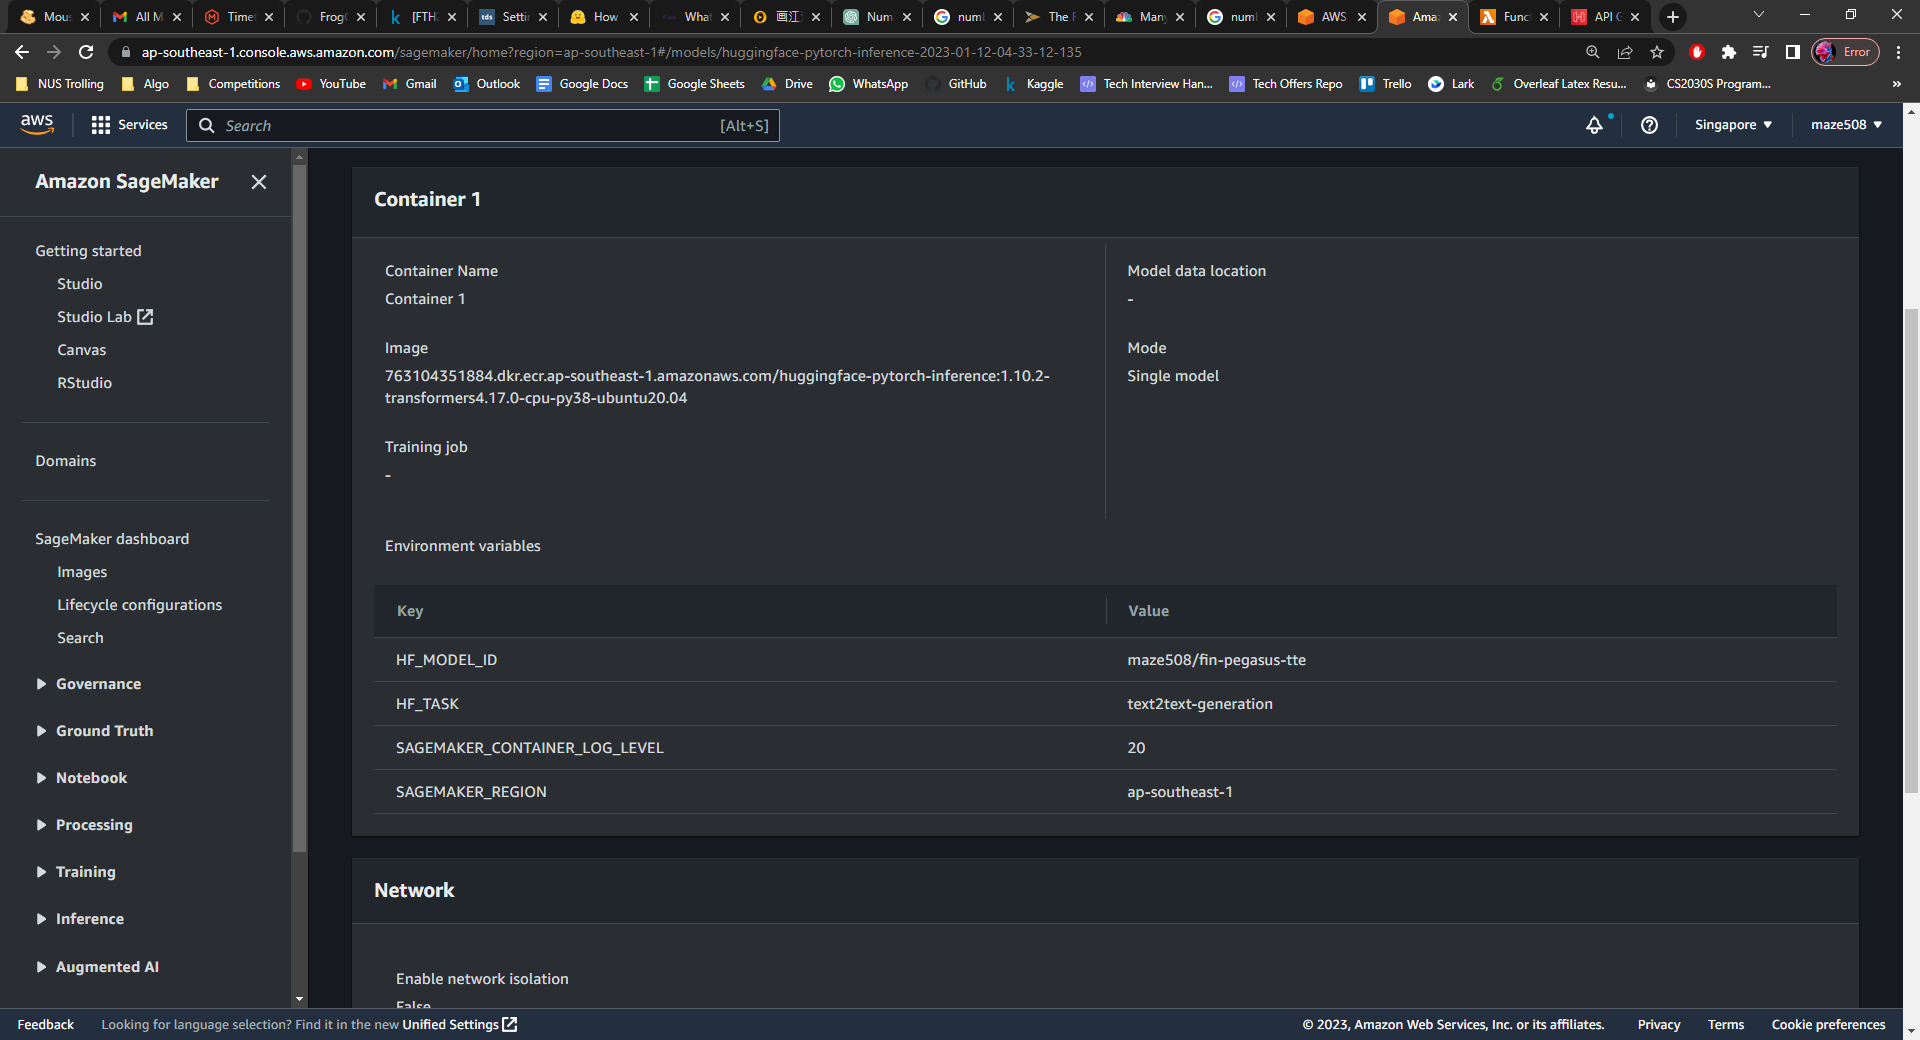 Mous
All M
Time
Frog
[FTH
Setti
How
What
画江
Num
numl
The F
Many
numl
AWS
Amaz
Func
API G
ap-southeast-1.console.aws.amazon.com/sagemaker/home?region=ap-southeast-1#/models/huggingface-pytorch-inference-2023-01-12-04-33-12-135
Error
NUS Trolling
Algo
Competitions
YouTube
Gmail
Outlook
Google Docs
Google Sheets
Drive
WhatsApp
GitHub
Kaggle
Tech Interview Han...
Tech Offers Repo
Trello
Lark
Overleaf Latex Resu...
CS2030S Program...
aws
Services
Search
[Alt+S]
Singapore
maze508
Amazon SageMaker
Getting started
Studio
Studio Lab
Canvas
RStudio
Domains
SageMaker dashboard
Images
Lifecycle configurations
Search
Governance
Ground Truth
Notebook
Processing
Training
Inference
Augmented AI
Container 1
Container Name
Container 1
Image
763104351884.dkr.ecr.ap-southeast-1.amazonaws.com/huggingface-pytorch-inference:1.10.2-
transformers4.17.0-cpu-py38-ubuntu20.04
Training job
-
Model data location
-
Mode
Single model
Environment variables
Key Value
HF_MODEL_ID maze508/fin-pegasus-tte
HF_TASK text2text-generation
SAGEMAKER_CONTAINER_LOG_LEVEL 20
SAGEMAKER_REGION ap-southeast-1
Network
Enable network isolation
False
Feedback
Looking for language selection? Find it in the new Unified Settings
© 2023, Amazon Web Services, Inc. or its affiliates.
Privacy
Terms
Cookie preferences